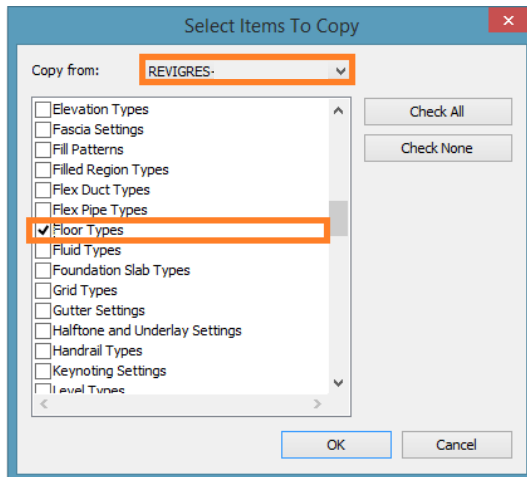 Select Items To Copy
Copy from: REVIGRES-
Elevation Types
Fascia Settings
Fill Patterns
Filled Region Types
Flex Duct Types
Flex Pipe Types
Floor Types
Fluid Types
Foundation Slab Types
Grid Types
Gutter Settings
Halftone and Underlay Settings
Handrail Types
Keynoting Settings
Level Types
Check All
Check None
OK
Cancel